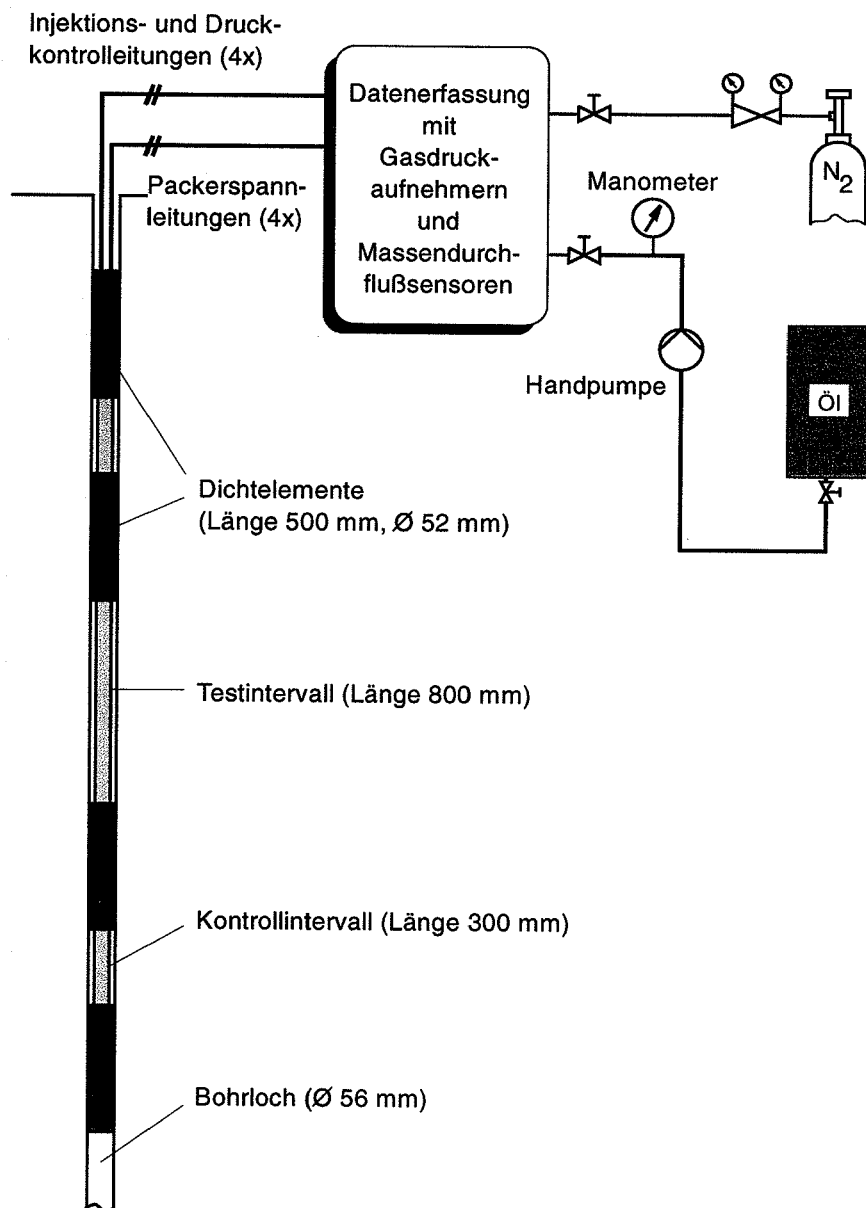 Injektions- und Druck-
kontrolleitungen (4x)
Datenerfassung
mit
Gasdruck-
aufnehmern
und
Massendurch-
flußsensoren
Packerspann-
leitungen (4x)
Manometer
N2
Handpumpe
Öl
Dichtelemente
(Länge 500 mm, Ø 52 mm)
Testintervall (Länge 800 mm)
Kontrollintervall (Länge 300 mm)
Bohrloch (Ø 56 mm)